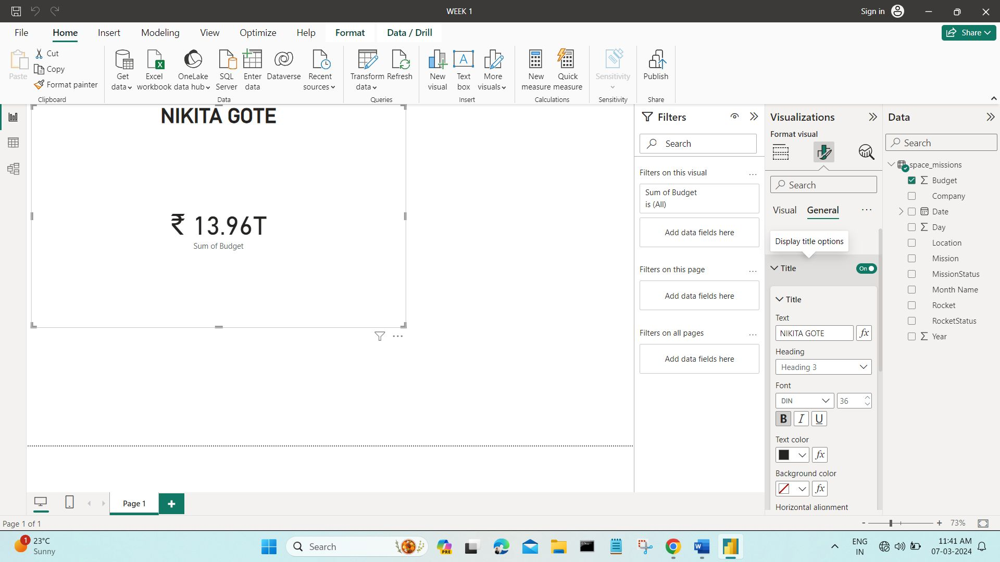 WEEK 1
Sign in
File Home Insert Modeling View Optimize Help Format Data / Drill
Share
Paste
Cut
Copy
Format painter
Clipboard
Get data
Excel workbook
OneLake data hub
SQL Server
Enter data
Dataverse
Recent sources
Data
Transform data
Refresh
Queries
New visual
Text box
More visuals
Insert
New measure
Quick measure
Calculations
Sensitivity
Sensitivity
Publish
Share
NIKITA GOTE
₹ 13.96T
Sum of Budget
Filters
Search
Filters on this visual
Sum of Budget
is (All)
Add data fields here
Filters on this page
Add data fields here
Filters on all pages
Add data fields here
Visualizations
Format visual
Search
Visual General
Display title options
Title
On
Title
Text
NIKITA GOTE
fx
Heading
Heading 3
Font
DIN
36
B I U
Text color
fx
Background color
fx
Horizontal alignment
Data
Search
space_missions
Budget
Company
Date
Day
Location
Mission
MissionStatus
Month Name
Rocket
RocketStatus
Year
Page 1
Page 1 of 1
- + 73%
1
23°C
Sunny
Search
PRE
ENG
IN
11:41 AM
07-03-2024